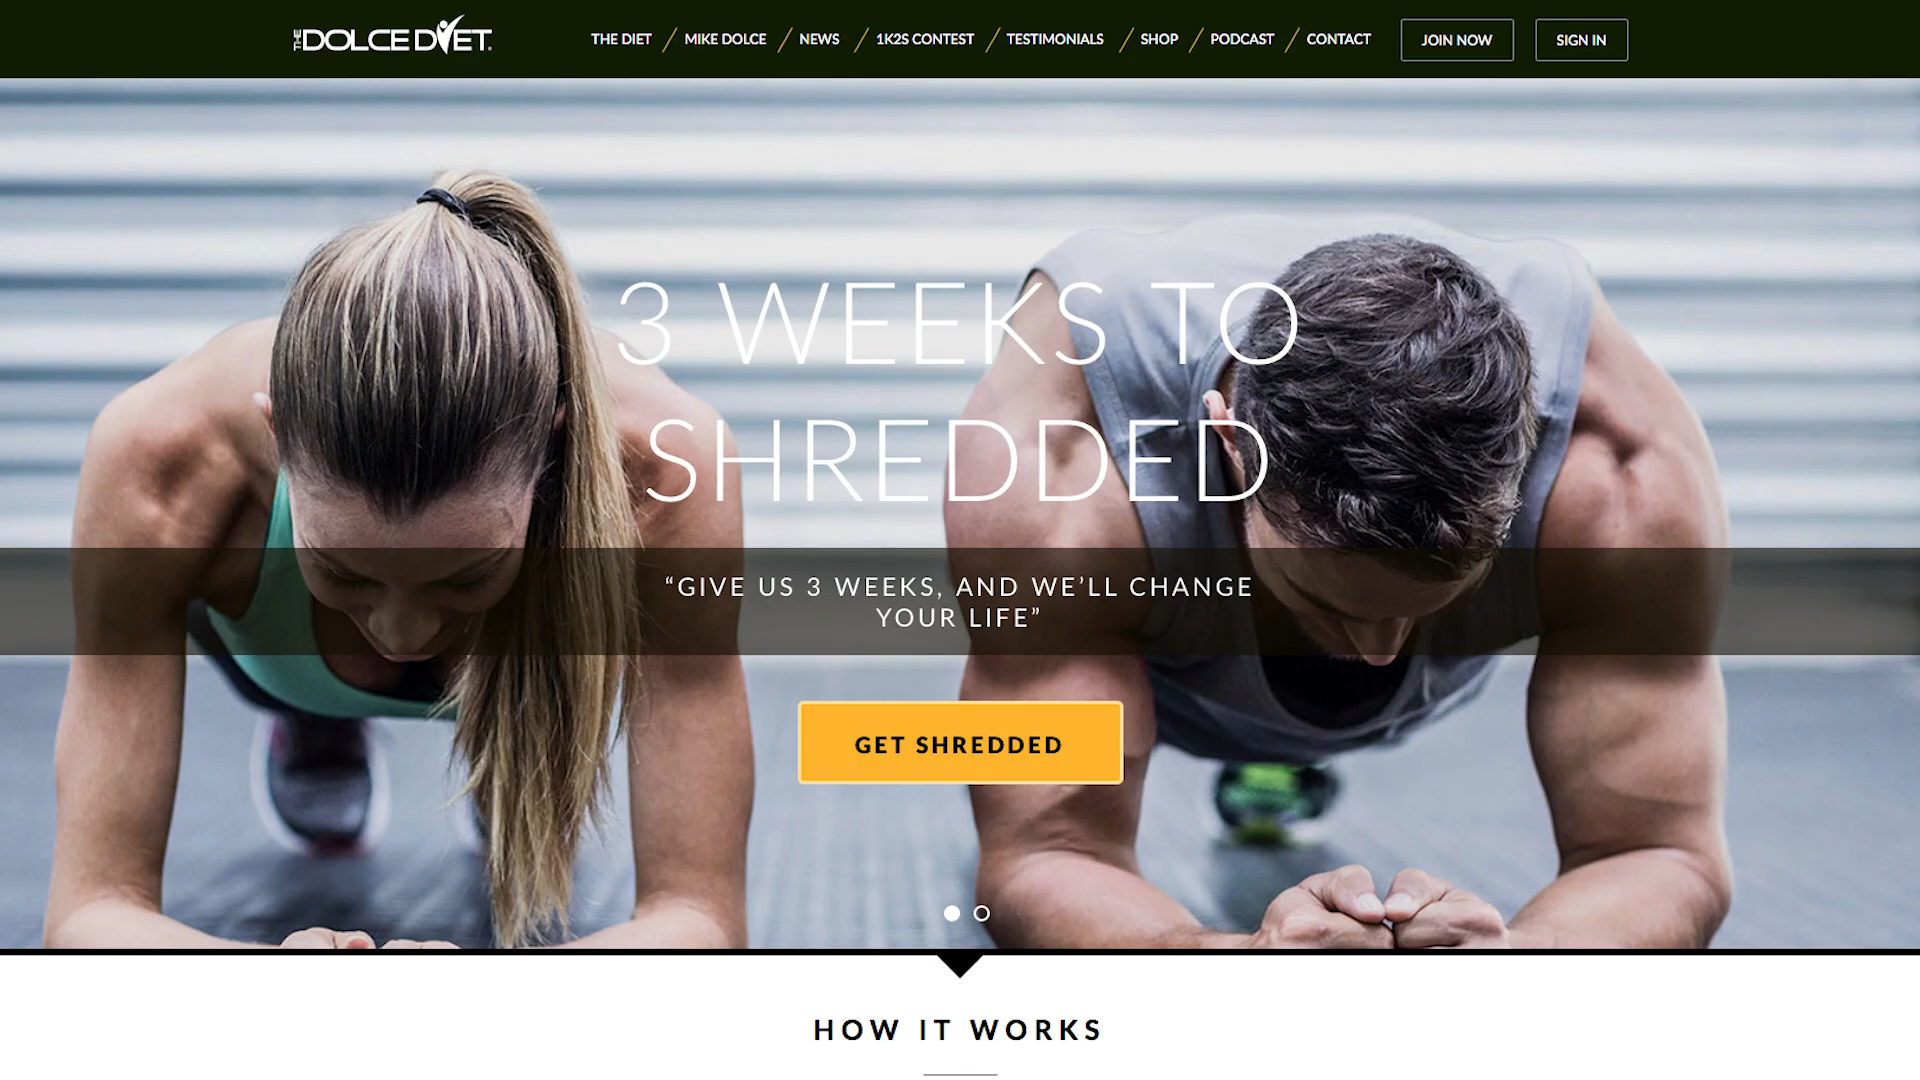 THE DOLCE DIET
THE DIET / MIKE DOLCE / NEWS / 1K2S CONTEST / TESTIMONIALS / SHOP / PODCAST / CONTACT JOIN NOW SIGN IN
3 WEEKS TO
SHREDDED
“GIVE US 3 WEEKS, AND WE’LL CHANGE
YOUR LIFE”
GET SHREDDED
HOW IT WORKS